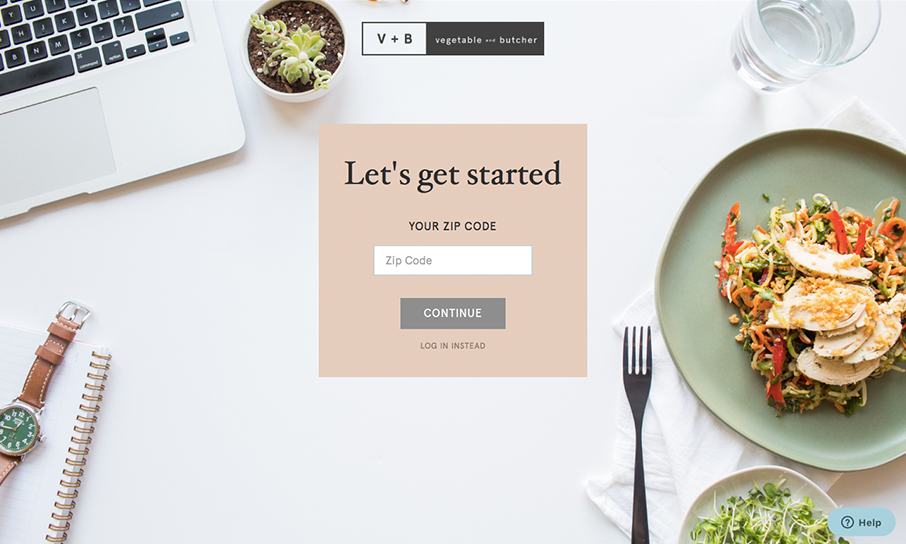 V + B
vegetable and butcher
Let's get started
YOUR ZIP CODE
Zip Code
CONTINUE
LOG IN INSTEAD
Help